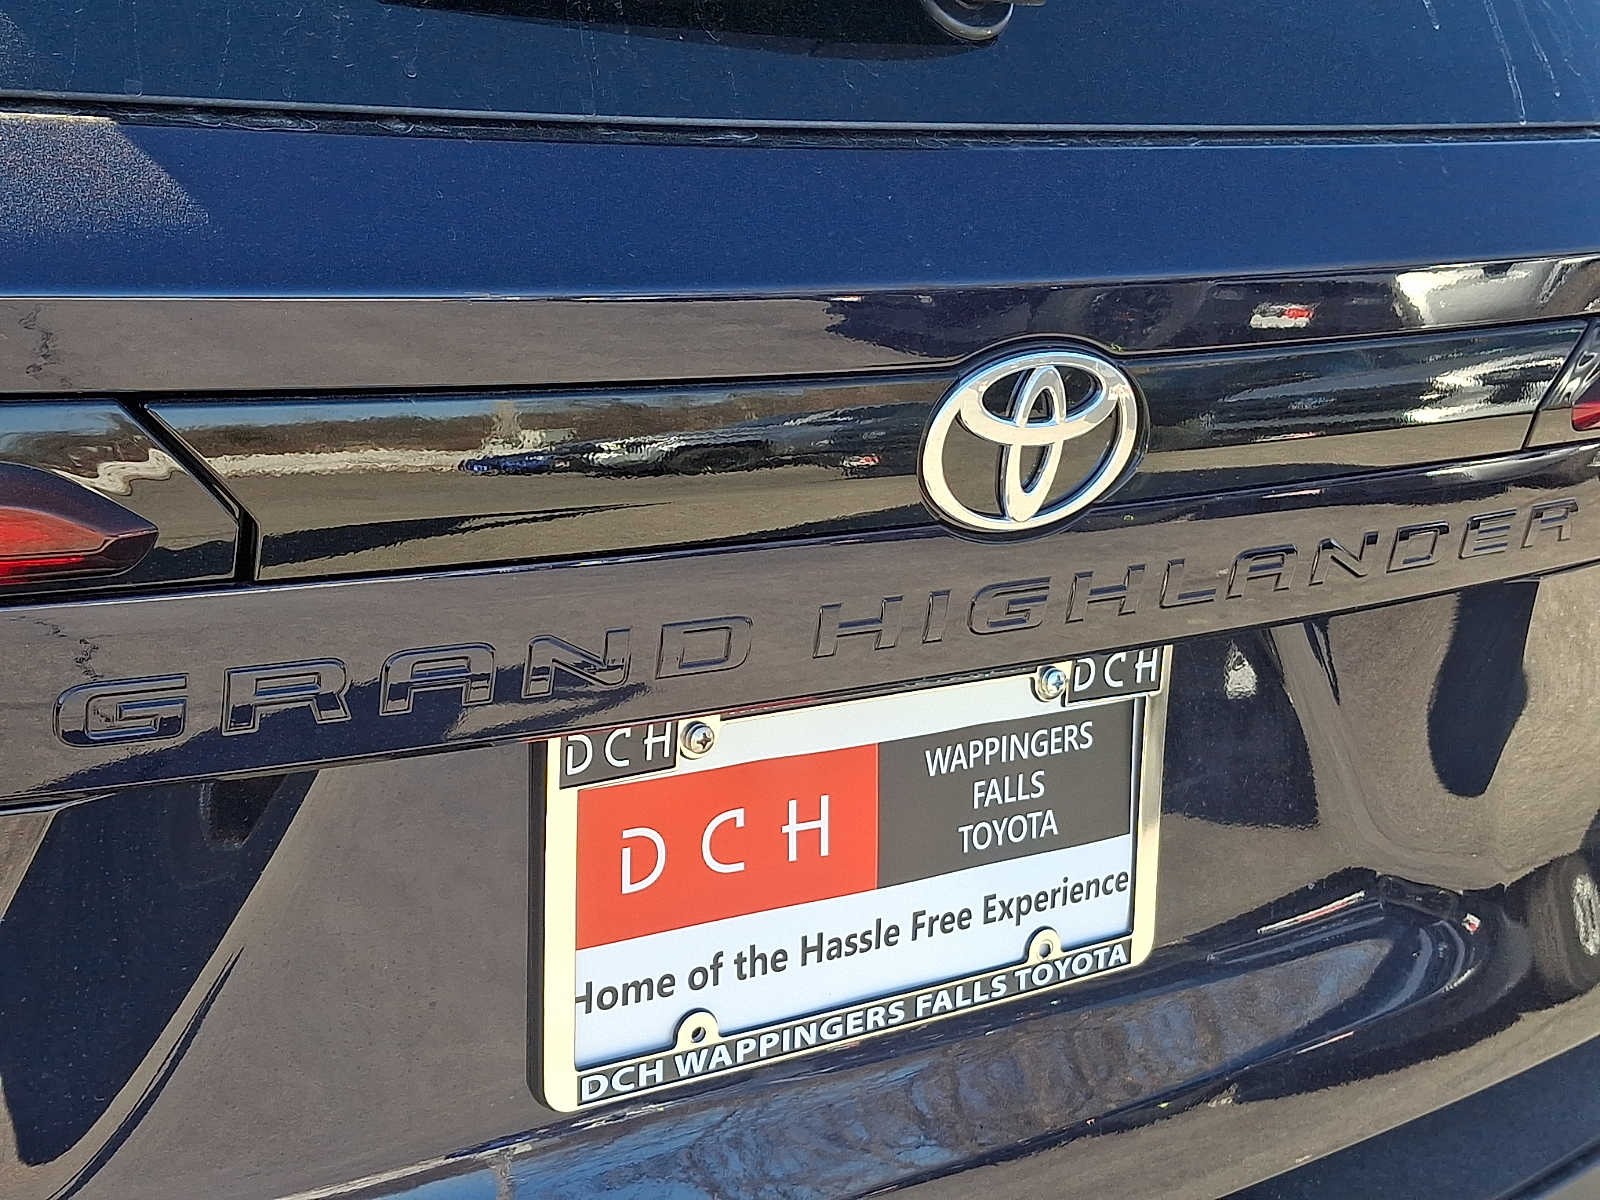 GRAND HIGHLANDER
DCH
DCH
DCH
WAPPINGERS
FALLS
TOYOTA
Home of the Hassle Free Experience
DCH WAPPINGERS FALLS TOYOTA